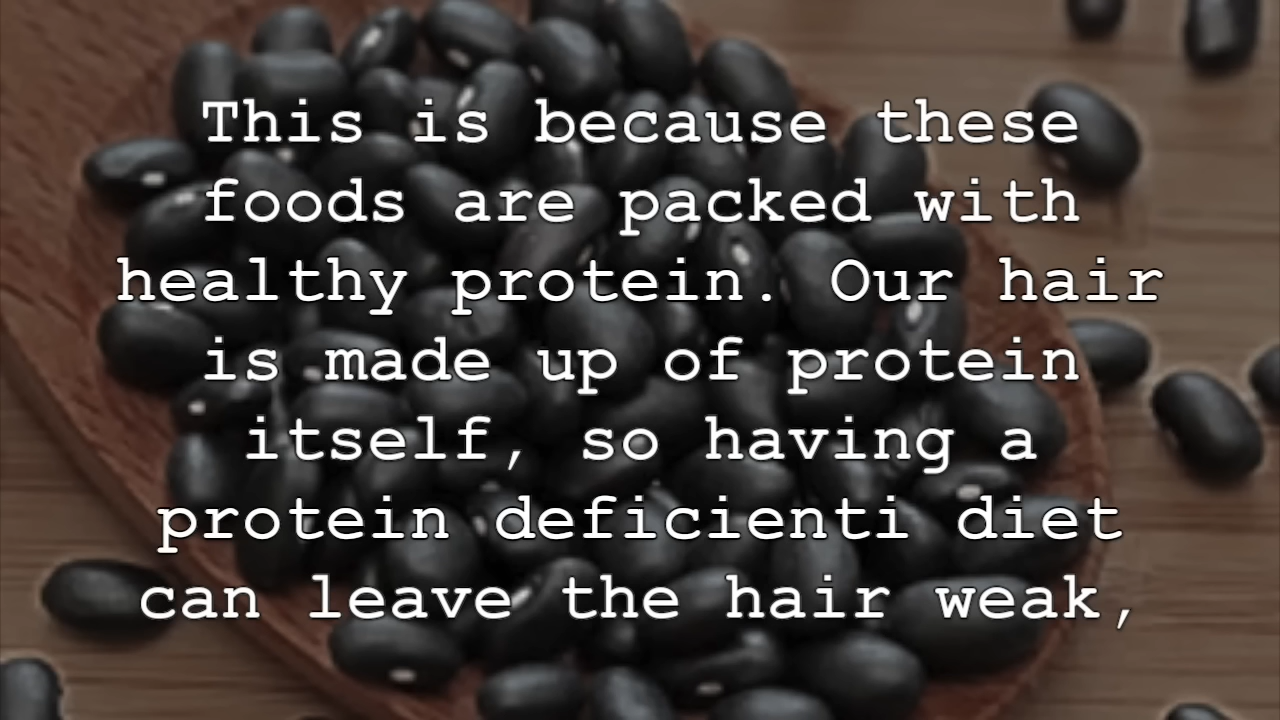 This is because these
foods are packed with
healthy protein. Our hair
is made up of protein
itself, so having a
protein deficienti diet
can leave the hair weak,